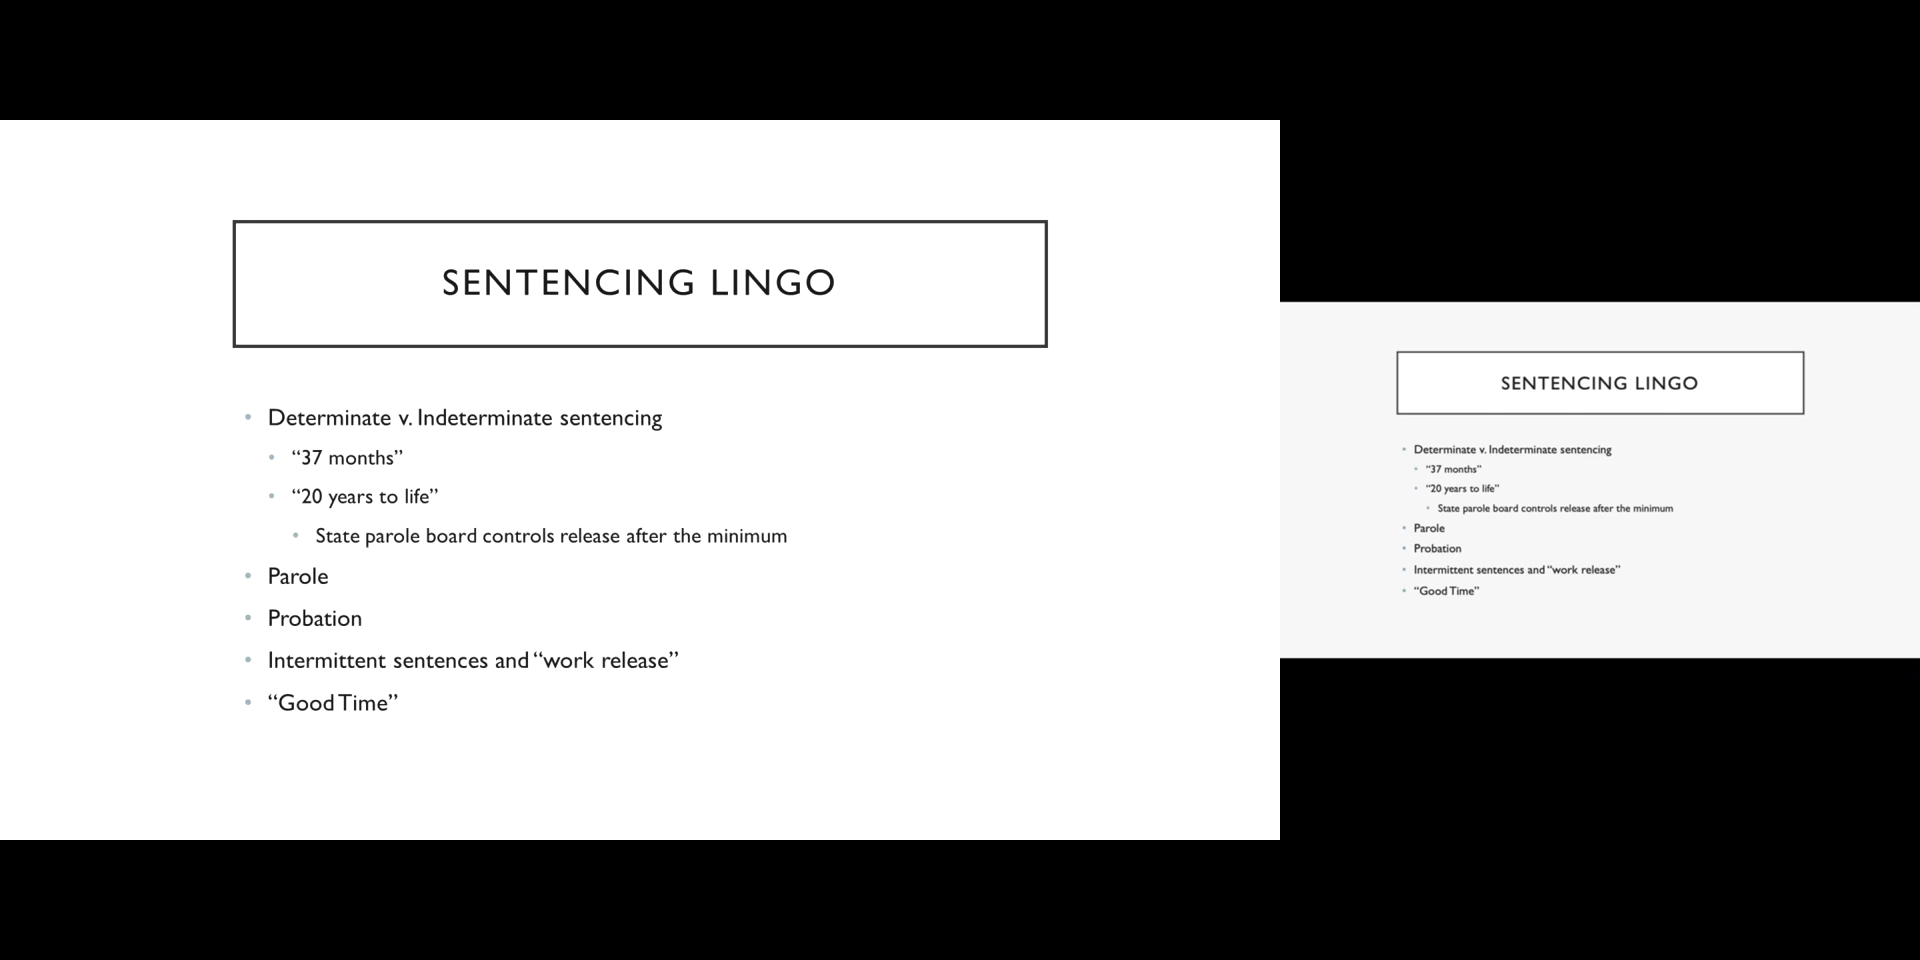 SENTENCING LINGO
• Determinate v. Indeterminate sentencing
• “37 months”
• “20 years to life”
• State parole board controls release after the minimum
• Parole
• Probation
• Intermittent sentences and “work release”
• “Good Time”
SENTENCING LINGO
• Determinate v. Indeterminate sentencing
• “37 months”
• “20 years to life”
• State parole board controls release after the minimum
• Parole
• Probation
• Intermittent sentences and “work release”
• “Good Time”